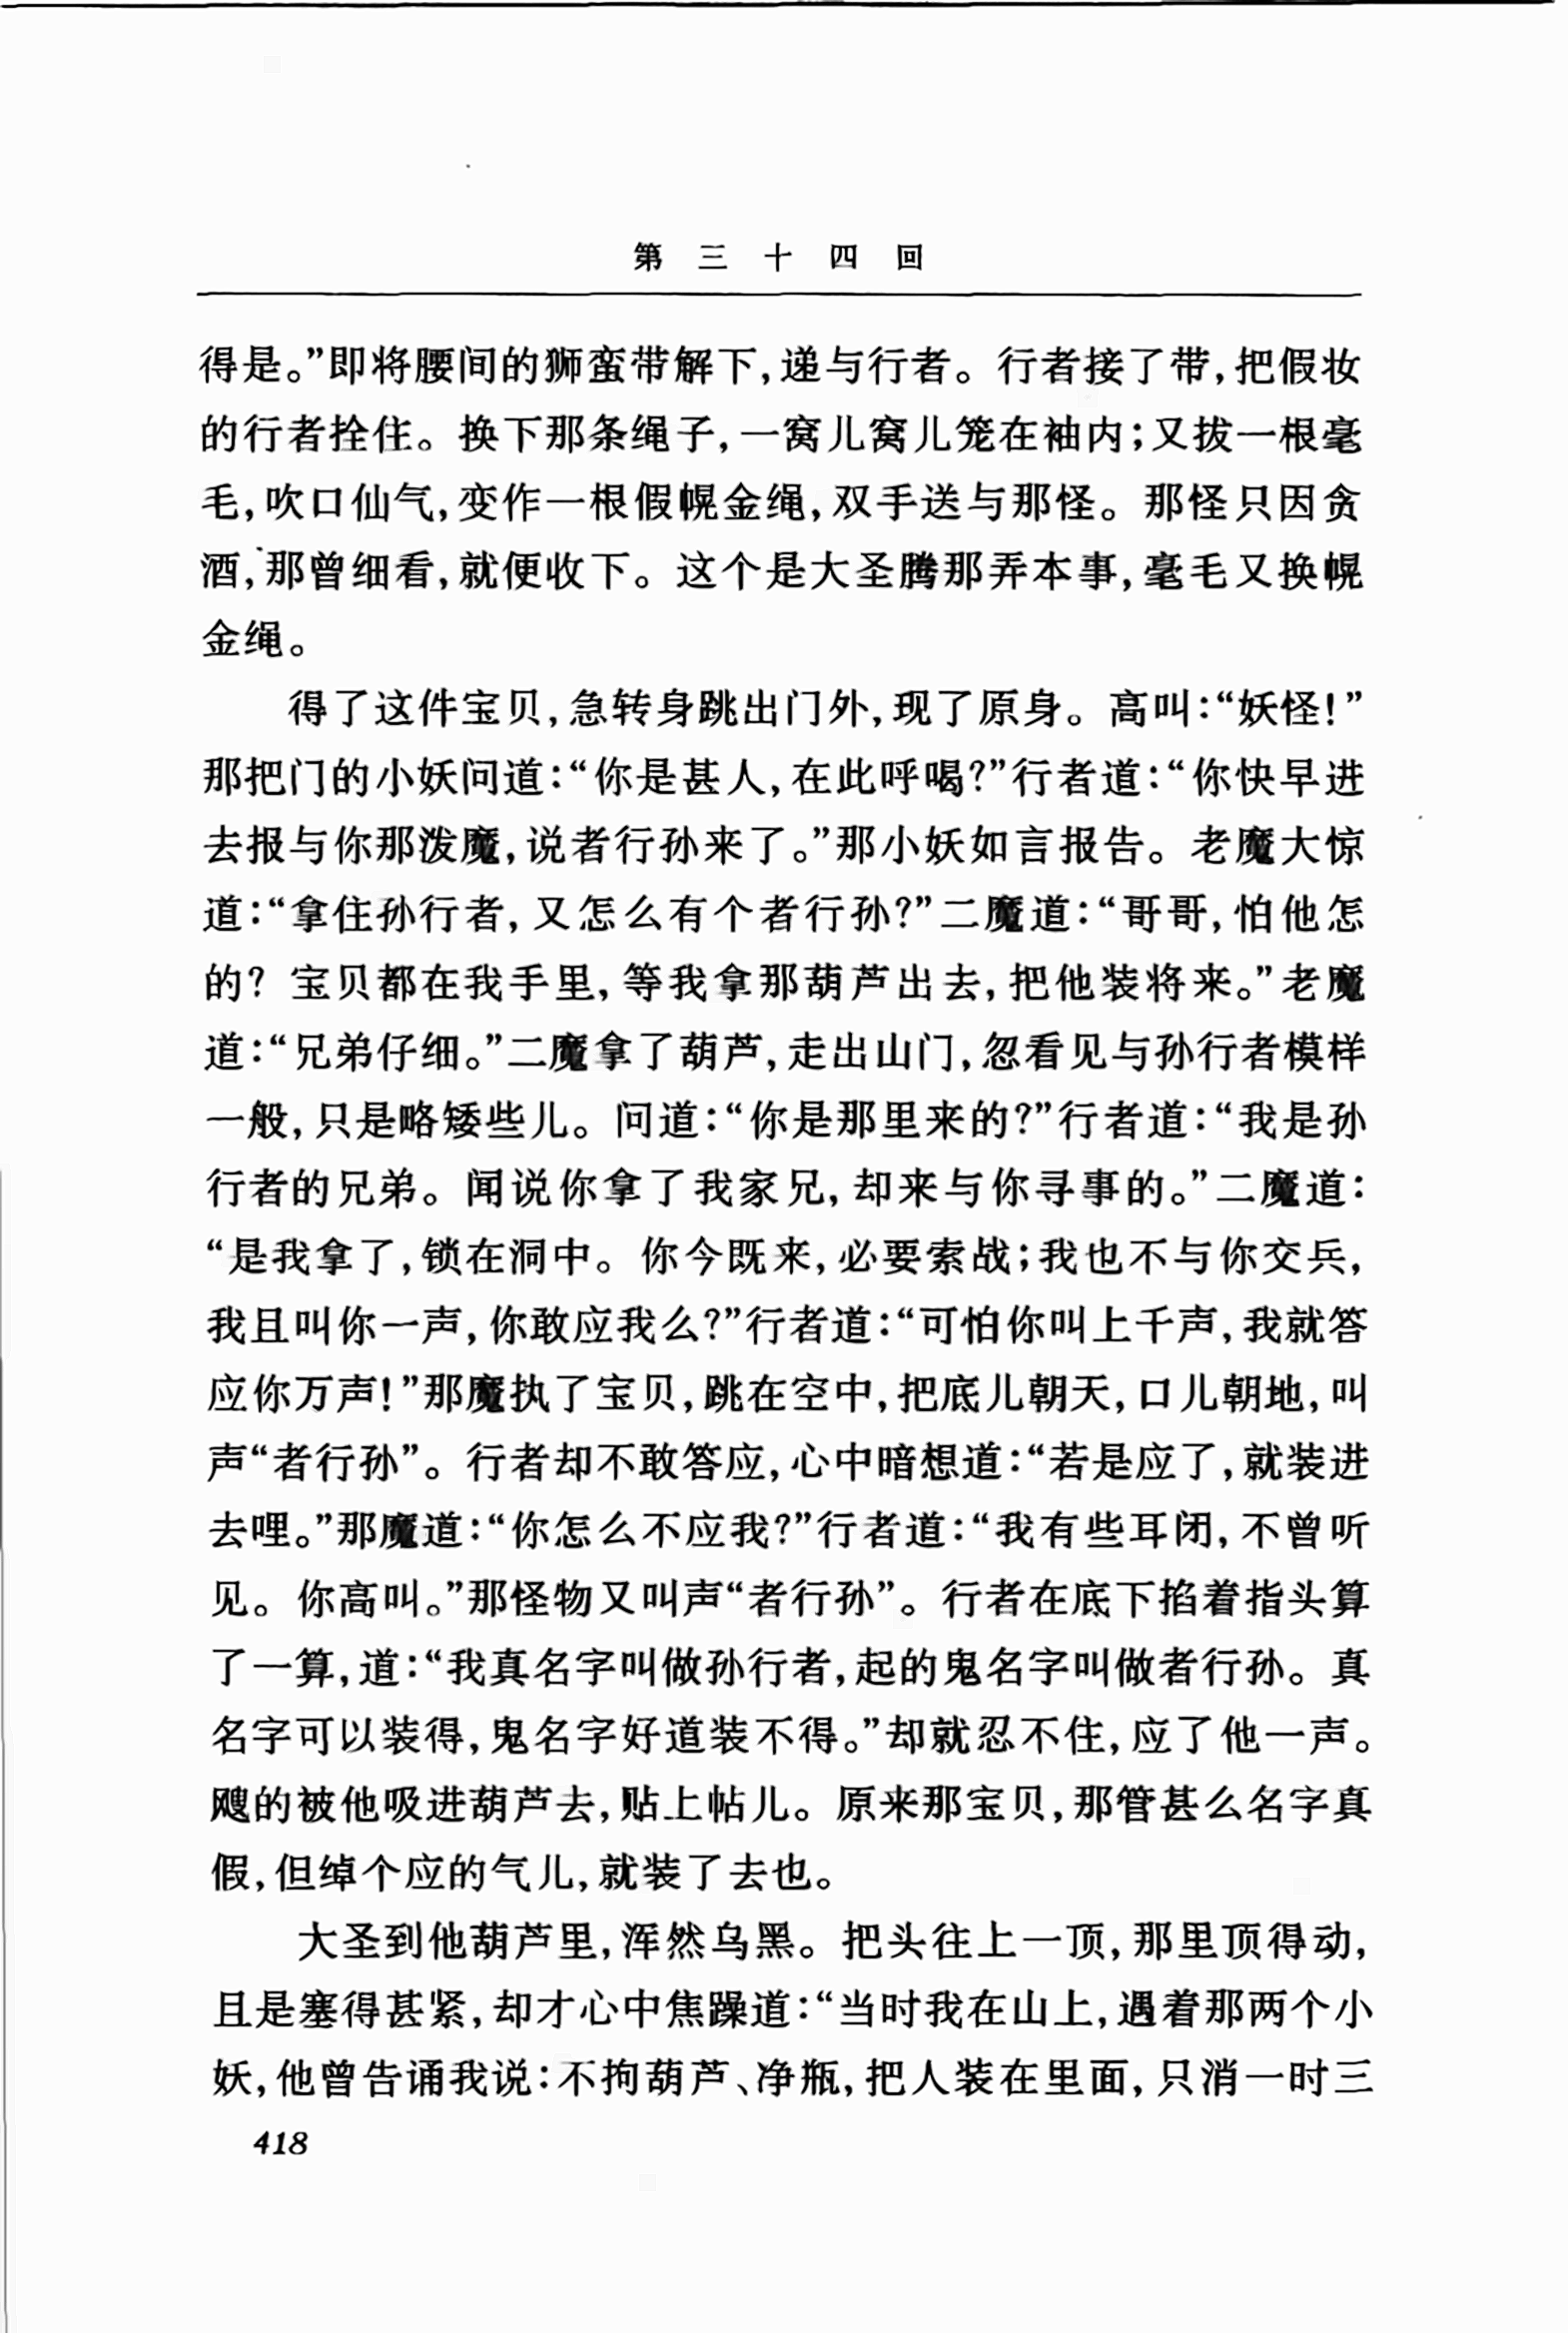 第三十四回
得是。”即将腰间的狮蛮带解下,递与行者。行者接了带,把假妆
的行者拴住。换下那条绳子,一窝儿窝儿笼在袖内;又拔一根毫
毛,吹口仙气,变作一根假幌金绳,双手送与那怪。那怪只因贪
酒,那曾细看,就便收下。这个是大圣腾那弄本事,毫毛又换幌
金绳。
得了这件宝贝,急转身跳出门外,现了原身。高叫:“妖怪!”
那把门的小妖问道:“你是甚人,在此呼喝?”行者道:“你快早进
去报与你那泼魔,说者行孙来了。”那小妖如言报告。老魔大惊
道:“拿住孙行者,又怎么有个者行孙?”二魔道:“哥哥,怕他怎
的? 宝贝都在我手里,等我拿那葫芦出去,把他装将来。”老魔
道:“兄弟仔细。”二魔拿了葫芦,走出山门,忽看见与孙行者模样
一般,只是略矮些儿。问道:“你是那里来的?”行者道:“我是孙
行者的兄弟。闻说你拿了我家兄,却来与你寻事的。”二魔道:
“是我拿了,锁在洞中。你今既来,必要索战;我也不与你交兵,
我且叫你一声,你敢应我么?”行者道:“可怕你叫上千声,我就答
应你万声!”那魔执了宝贝,跳在空中,把底儿朝天,口儿朝地,叫
声“者行孙”。行者却不敢答应,心中暗想道:“若是应了,就装进
去哩。”那魔道:“你怎么不应我?”行者道:“我有些耳闭,不曾听
见。你高叫。”那怪物又叫声“者行孙”。行者在底下掐着指头算
了一算,道:“我真名字叫做孙行者,起的鬼名字叫做者行孙。真
名字可以装得,鬼名字好道装不得。”却就忍不住,应了他一声。
飕的被他吸进葫芦去,贴上帖儿。原来那宝贝,那管甚么名字真
假,但绰个应的气儿,就装了去也。
大圣到他葫芦里,浑然乌黑。把头往上一顶,那里顶得动,
且是塞得甚紧,却才心中焦躁道:“当时我在山上,遇着那两个小
妖,他曾告诵我说:不拘葫芦、净瓶,把人装在里面,只消一时三
418